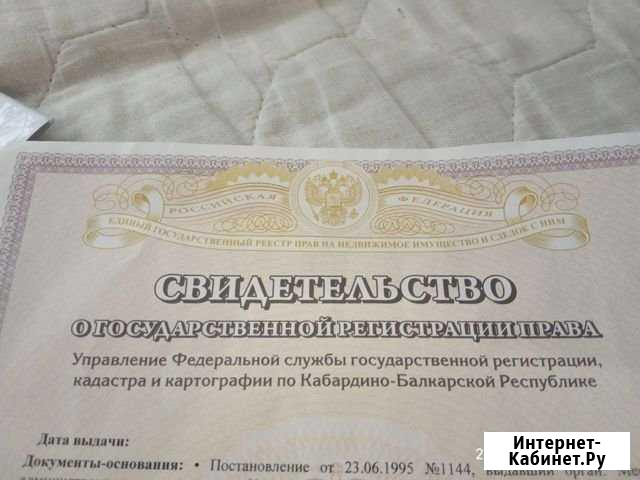 РОССИЙСКАЯ ФЕДЕРАЦИЯ
ЕДИНЫЙ ГОСУДАРСТВЕННЫЙ РЕЕСТР ПРАВ НА НЕДВИЖИМОЕ ИМУЩЕСТВО И СДЕЛОК С НИМ
СВИДЕТЕЛЬСТВО
О ГОСУДАРСТВЕННОЙ РЕГИСТРАЦИИ ПРАВА
Управление Федеральной службы государственной регистрации,
кадастра и картографии по Кабардино-Балкарской Республике
Дата выдачи:
Документы-основания: • Постановление от 23.06.1995 №1144, выдавший орган:
Интернет-
Кабинет.Ру